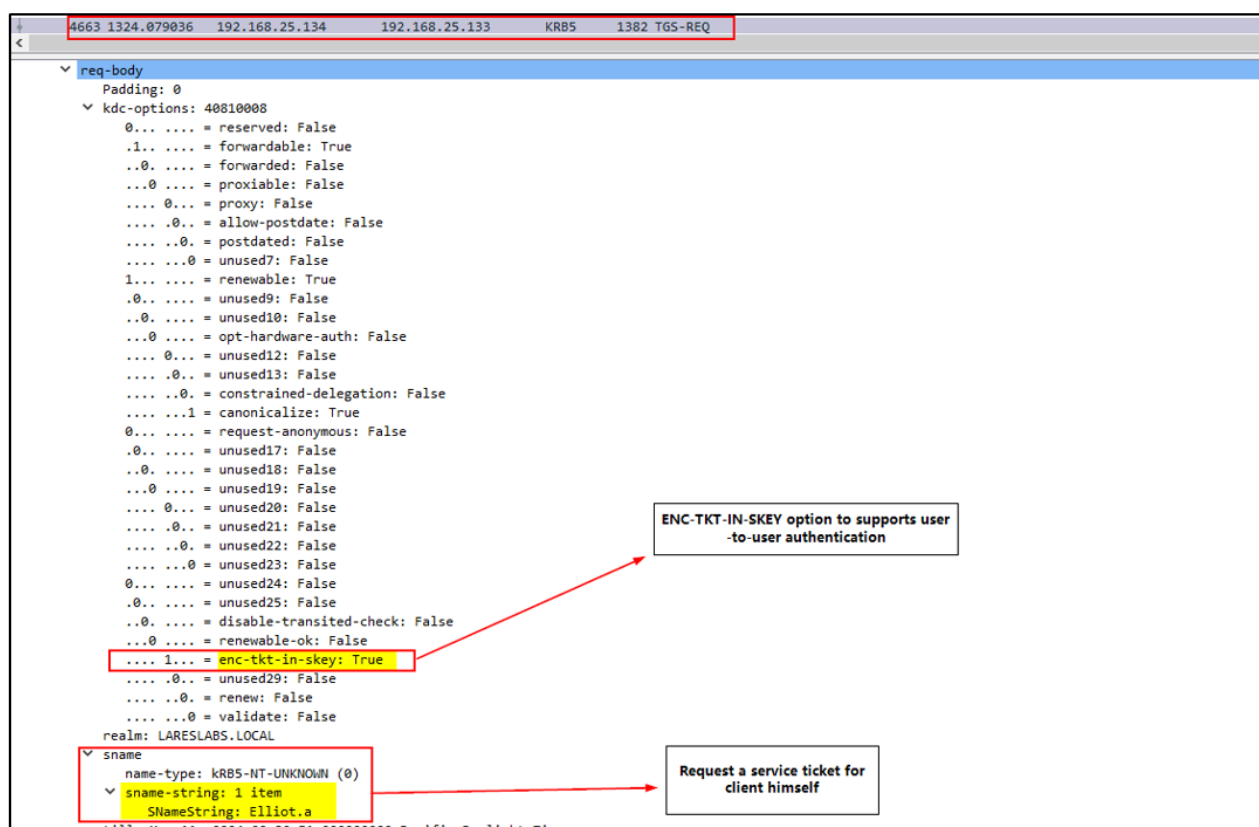 4663 1324.079036 192.168.25.134 192.168.25.133 KRB5 1382 TGS-REQ
req-body
Padding: 0
kdc-options: 40810008
0... .... = reserved: False
.1.. .... = forwardable: True
..0. .... = forwarded: False
...0 .... = proxiable: False
.... 0... = proxy: False
.... .0.. = allow-postdate: False
.... ..0. = postdated: False
.... ...0 = unused7: False
1... .... = renewable: True
.0.. .... = unused9: False
..0. .... = unused10: False
...0 .... = opt-hardware-auth: False
.... 0... = unused12: False
.... .0.. = unused13: False
.... ..0. = constrained-delegation: False
.... ...1 = canonicalize: True
0... .... = request-anonymous: False
.0.. .... = unused17: False
..0. .... = unused18: False
...0 .... = unused19: False
.... 0... = unused20: False
.... .0.. = unused21: False
.... ..0. = unused22: False
.... ...0 = unused23: False
0... .... = unused24: False
.0.. .... = unused25: False
..0. .... = disable-transited-check: False
...0 .... = renewable-ok: False
.... 1... = enc-tkt-in-skey: True
.... .0.. = unused29: False
.... ..0. = renew: False
.... ...0 = validate: False
realm: LARESLABS.LOCAL
sname
name-type: kRB5-NT-UNKNOWN (0)
sname-string: 1 item
SNameString: Elliot.a
ENC-TKT-IN-SKEY option to supports user
-to-user authentication
Request a service ticket for
client himself